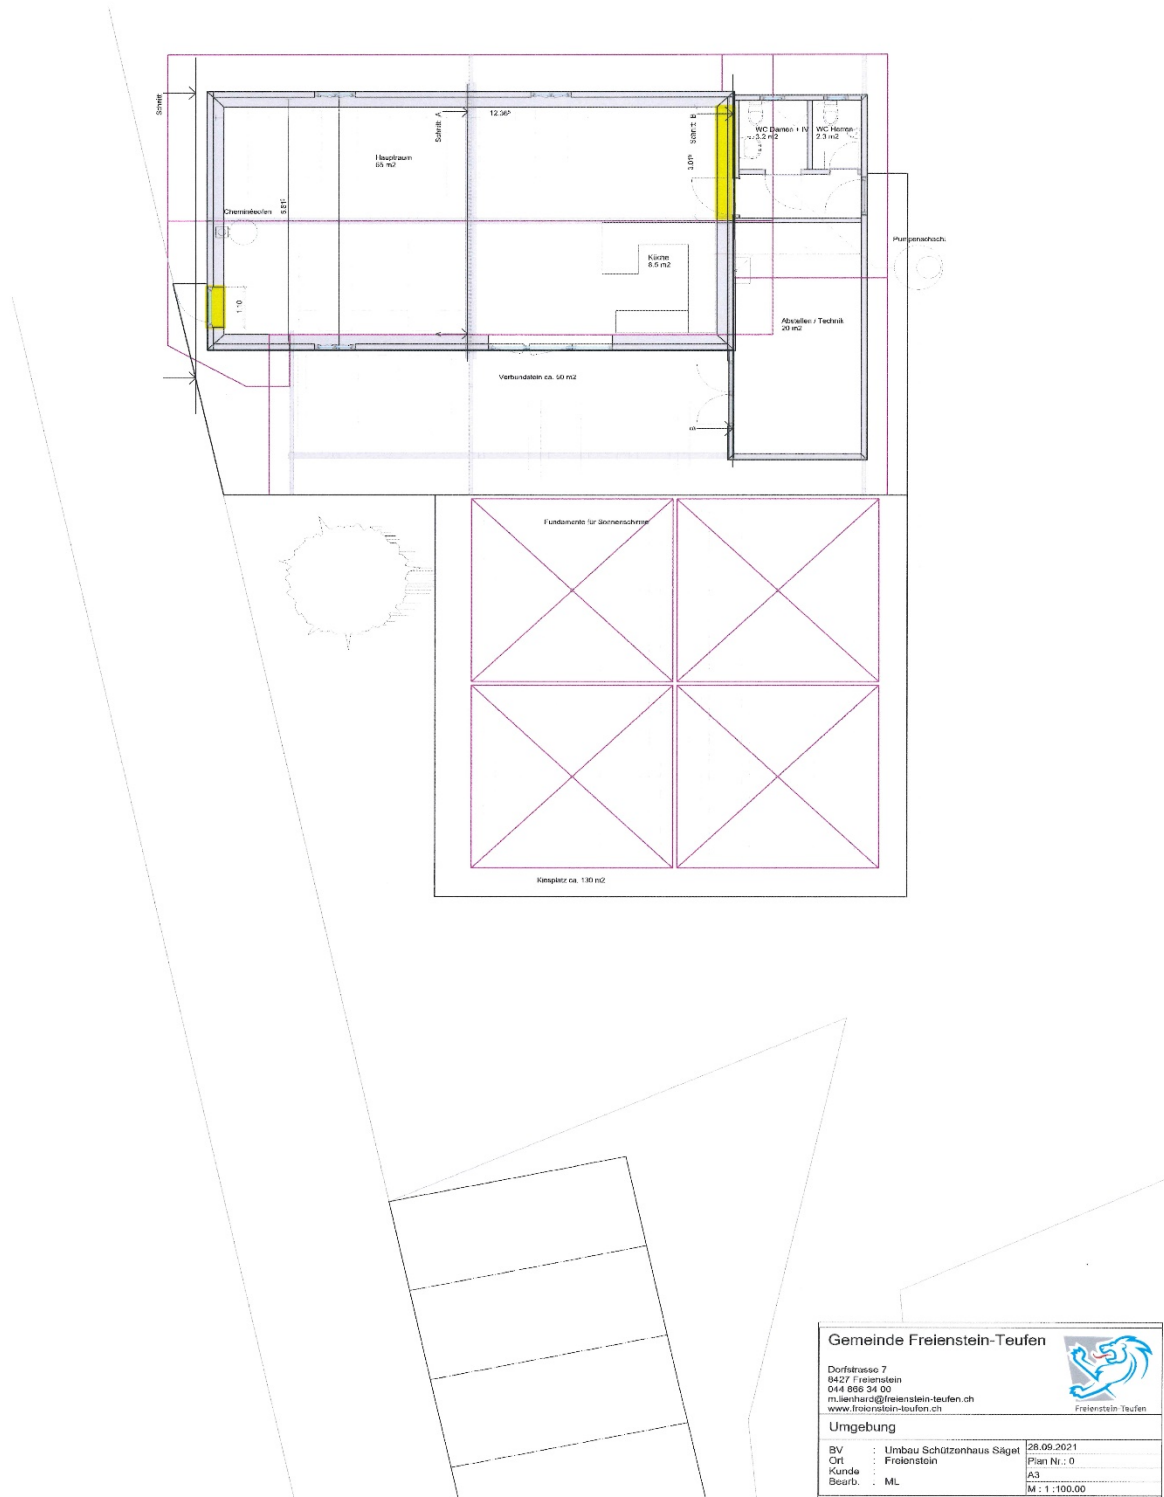 Schnitt
Schnitt A
12.36⁵
Schnitt B
3.01⁵
WC Damen + IV
3.2 m2
WC Herren
2.3 m2
Hauptraum
65 m2
Cheminéeofen
Küche
8.5 m2
Pumpenschacht
1.10
A
Abstellen / Technik
20 m2
Verbundstein ca. 50 m2
B
Fundamente für Sonnenschirme
Kiesplatz ca. 130 m2
Gemeinde Freienstein-Teufen
Dorfstrasse 7
8427 Freienstein
044 866 34 00
m.lienhard@freienstein-teufen.ch
www.freienstein-teufen.ch
Freienstein-Teufen
Umgebung
BV : Umbau Schützenhaus Säget
Ort : Freienstein
Kunde :
Bearb. : ML
28.09.2021
Plan Nr.: 0
A3
M : 1 :100.00